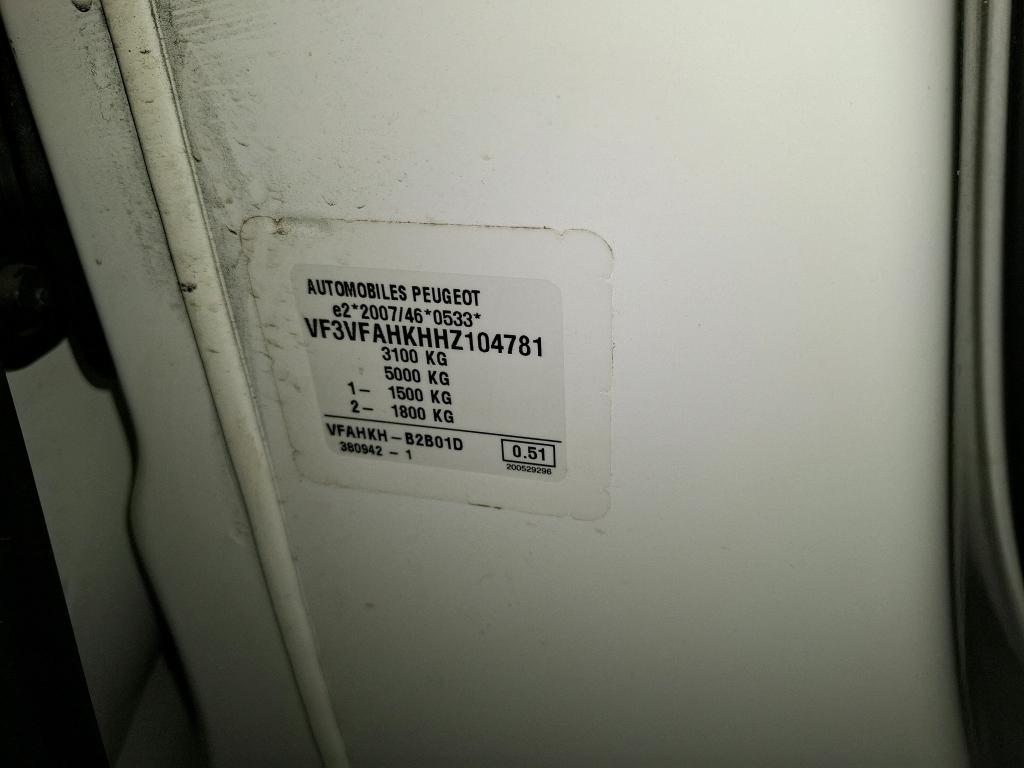 AUTOMOBILES PEUGEOT
e2*2007/46*0533*
VF3VFAHKHHZ104781
3100 KG
5000 KG
1- 1500 KG
2- 1800 KG
VFAHKH-B2B01D
0.51
380942 - 1
200529296